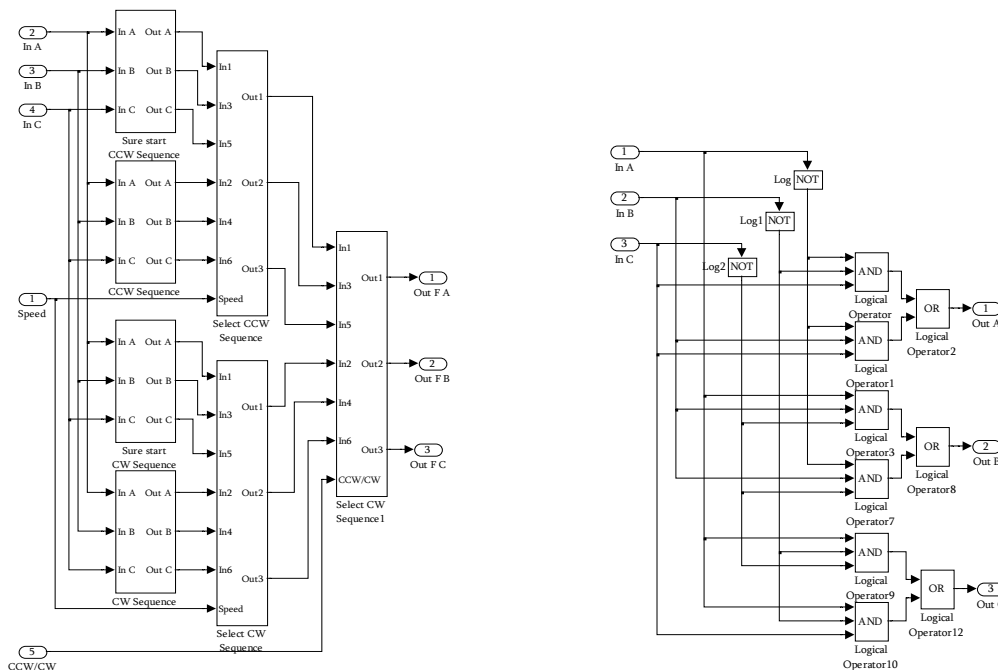 2
In A
3
In B
4
In C
In A Out A
In B Out B
In C Out C
Sure start
CCW Sequence
In A Out A
In B Out B
In C Out C
CCW Sequence
1
Speed
In1
In3
In5
In2
In4
In6
Speed
Out1
Out2
Out3
Select CCW
Sequence
In A Out A
In B Out B
In C Out C
Sure start
CW Sequence
In A Out A
In B Out B
In C Out C
CW Sequence
In1
In3
In5
In2
In4
In6
Speed
Out1
Out2
Out3
Select CW
Sequence
5
CCW/CW
In1
In3
In5
In2
In4
In6
CCW/CW
Out1
Out2
Out3
Select CW
Sequence1
1
Out F A
2
Out F B
3
Out F C
1
In A
2
In B
3
In C
Log NOT
Log1 NOT
Log2 NOT
AND
Logical
Operator
AND
Logical
Operator1
OR
Logical
Operator2
1
Out A
AND
Logical
Operator3
AND
Logical
Operator7
OR
Logical
Operator8
2
Out B
AND
Logical
Operator9
AND
Logical
Operator10
OR
Logical
Operator12
3
Out